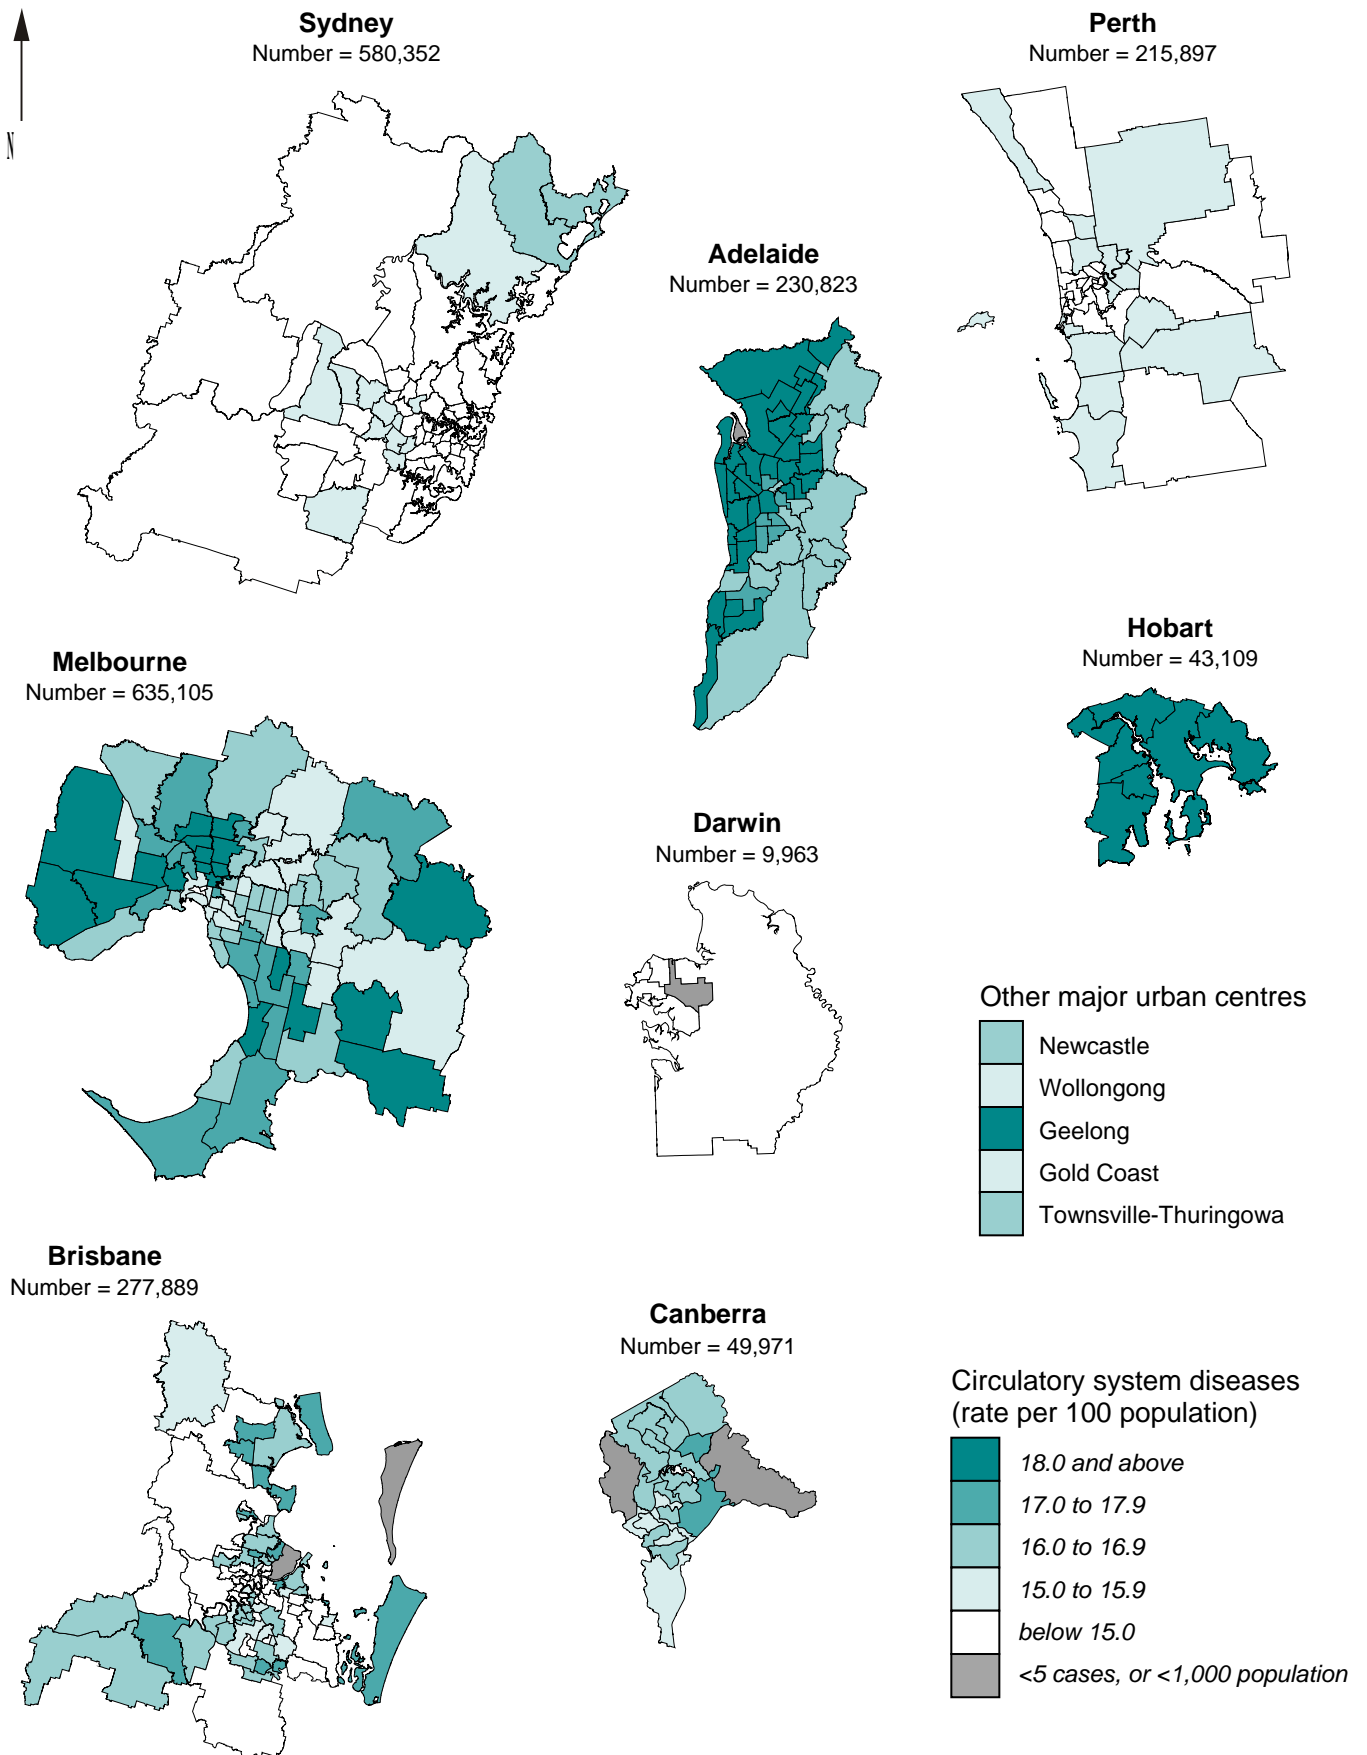 N
Sydney
Number = 580,352
Perth
Number = 215,897
Adelaide
Number = 230,823
Hobart
Number = 43,109
Melbourne
Number = 635,105
Darwin
Number = 9,963
Other major urban centres
Newcastle
Wollongong
Geelong
Gold Coast
Townsville-Thuringowa
Brisbane
Number = 277,889
Canberra
Number = 49,971
Circulatory system diseases
(rate per 100 population)
18.0 and above
17.0 to 17.9
16.0 to 16.9
15.0 to 15.9
below 15.0
<5 cases, or <1,000 population